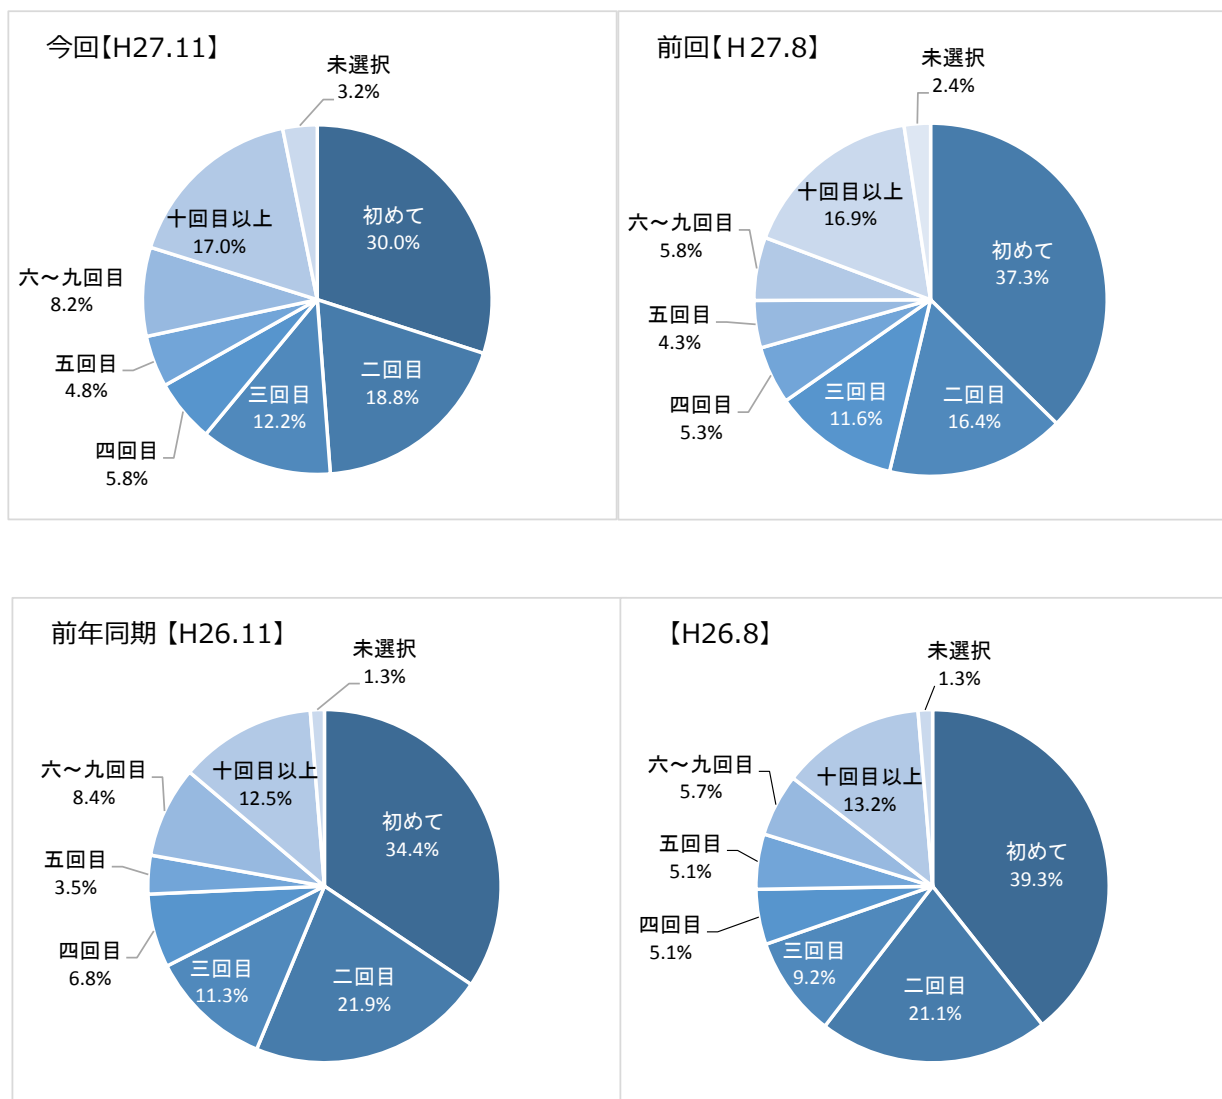 今回【H27.11】
未選択
3.2%
初めて
30.0%
二回目
18.8%
三回目
12.2%
四回目
5.8%
五回目
4.8%
六～九回目
8.2%
十回目以上
17.0%
前回【Ｈ27.8】
未選択
2.4%
初めて
37.3%
二回目
16.4%
三回目
11.6%
四回目
5.3%
五回目
4.3%
六～九回目
5.8%
十回目以上
16.9%
前年同期【H26.11】
未選択
1.3%
初めて
34.4%
二回目
21.9%
三回目
11.3%
四回目
6.8%
五回目
3.5%
六～九回目
8.4%
十回目以上
12.5%
【H26.8】
未選択
1.3%
初めて
39.3%
二回目
21.1%
三回目
9.2%
四回目
5.1%
五回目
5.1%
六～九回目
5.7%
十回目以上
13.2%